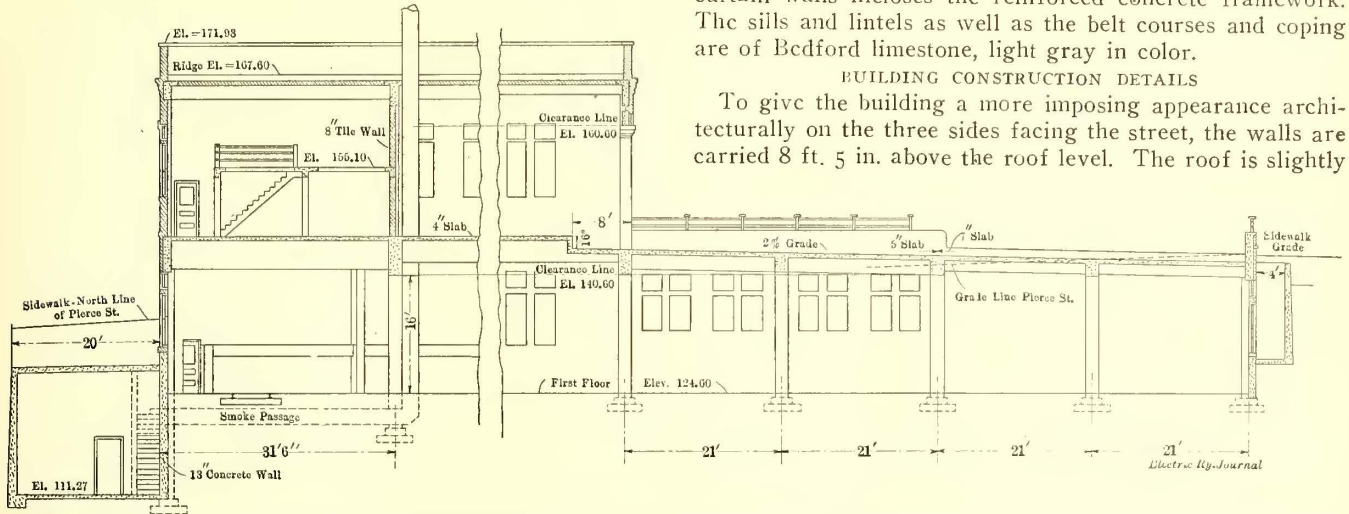 curtain walls incloses the reinforced concrete framework.
The sills and lintels as well as the belt courses and coping
are of Bedford limestone, light gray in color.
BUILDING CONSTRUCTION DETAILS
To give the building a more imposing appearance archi-
tecturally on the three sides facing the street, the walls are
carried 8 ft. 5 in. above the roof level. The roof is slightly
El. = 171.93
Ridge El. = 167.60
8" Tile Wall
Clearance Line
El. 160.60
El. 155.10
4" Slab
8'
16"
2% Grade
5" Slab
7" Slab
Sidewalk
Grade
4'
Clearance Line
El. 140.60
Grade Line Pierce St.
Sidewalk-North Line
of Pierce St.
20'
16'
First Floor
Elev. 124.60
Smoke Passage
31'6"
21'
21'
21'
21'
13" Concrete Wall
El. 111.27
Electric Ry. Journal